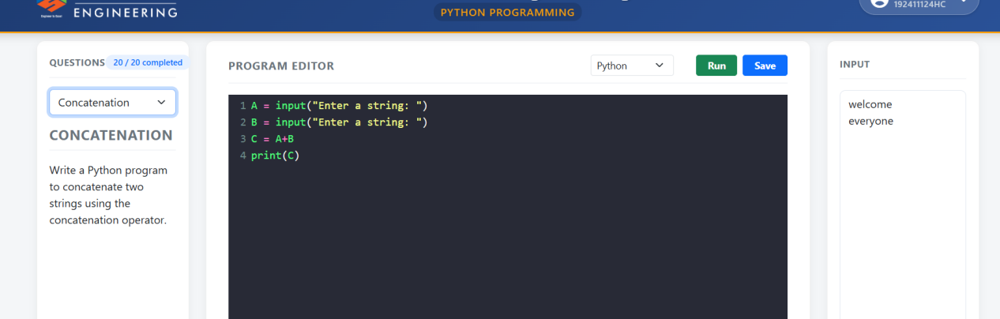 ENGINEERING
PYTHON PROGRAMMING
192411124HC
QUESTIONS 20 / 20 completed
Concatenation
CONCATENATION
Write a Python program
to concatenate two
strings using the
concatenation operator.
PROGRAM EDITOR
Python
Run
Save
1 A = input("Enter a string: ")
2 B = input("Enter a string: ")
3 C = A+B
4 print(C)
INPUT
welcome
everyone